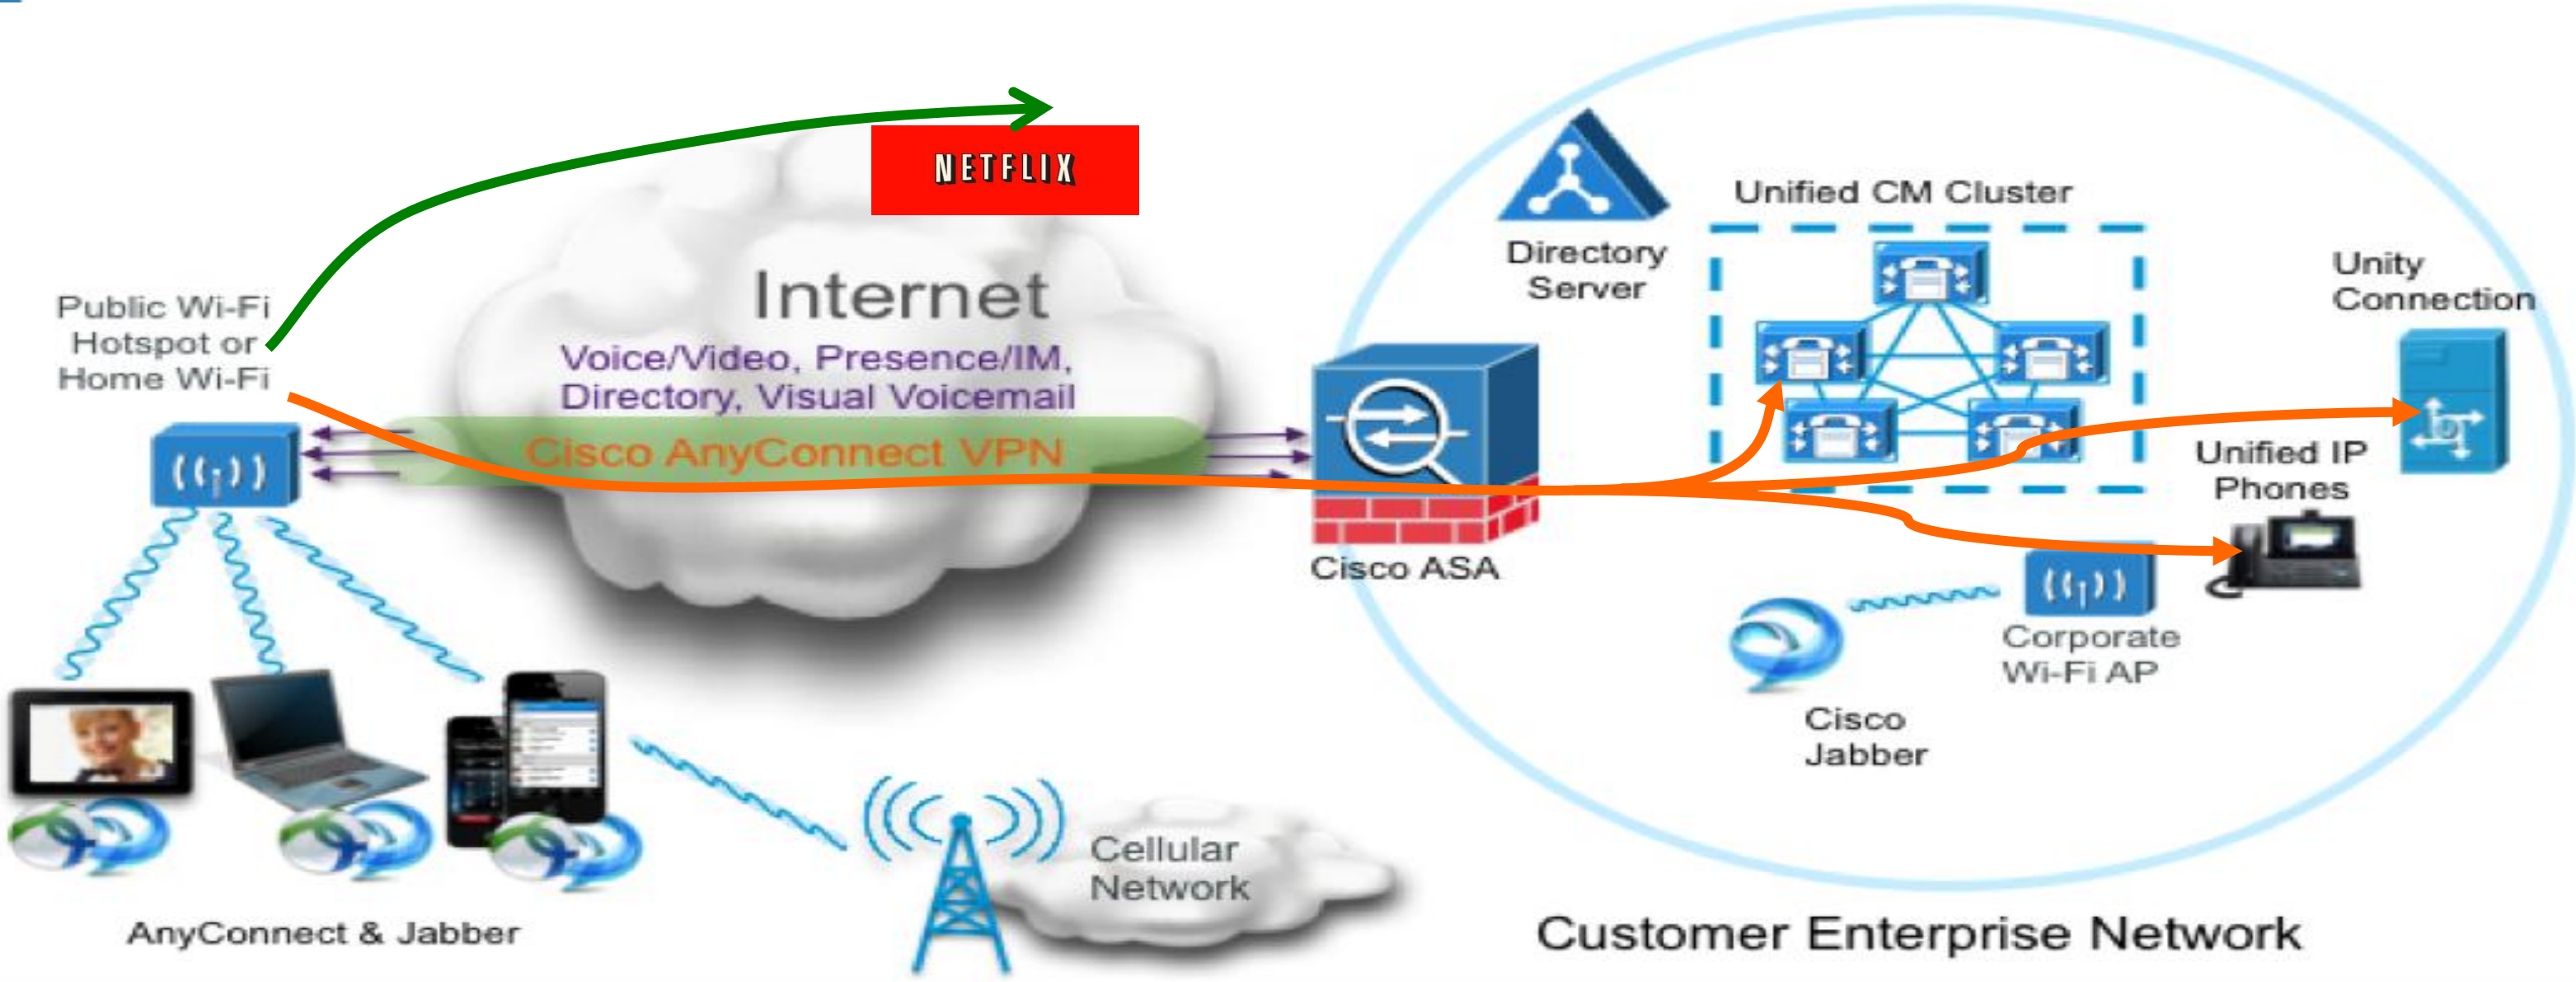 NETFLIX
Internet
Voice/Video, Presence/IM,
Directory, Visual Voicemail
Cisco AnyConnect VPN
Public Wi-Fi
Hotspot or
Home Wi-Fi
AnyConnect & Jabber
Cellular
Network
Cisco ASA
Directory
Server
Unified CM Cluster
Unity
Connection
Unified IP
Phones
Corporate
Wi-Fi AP
Cisco
Jabber
Customer Enterprise Network